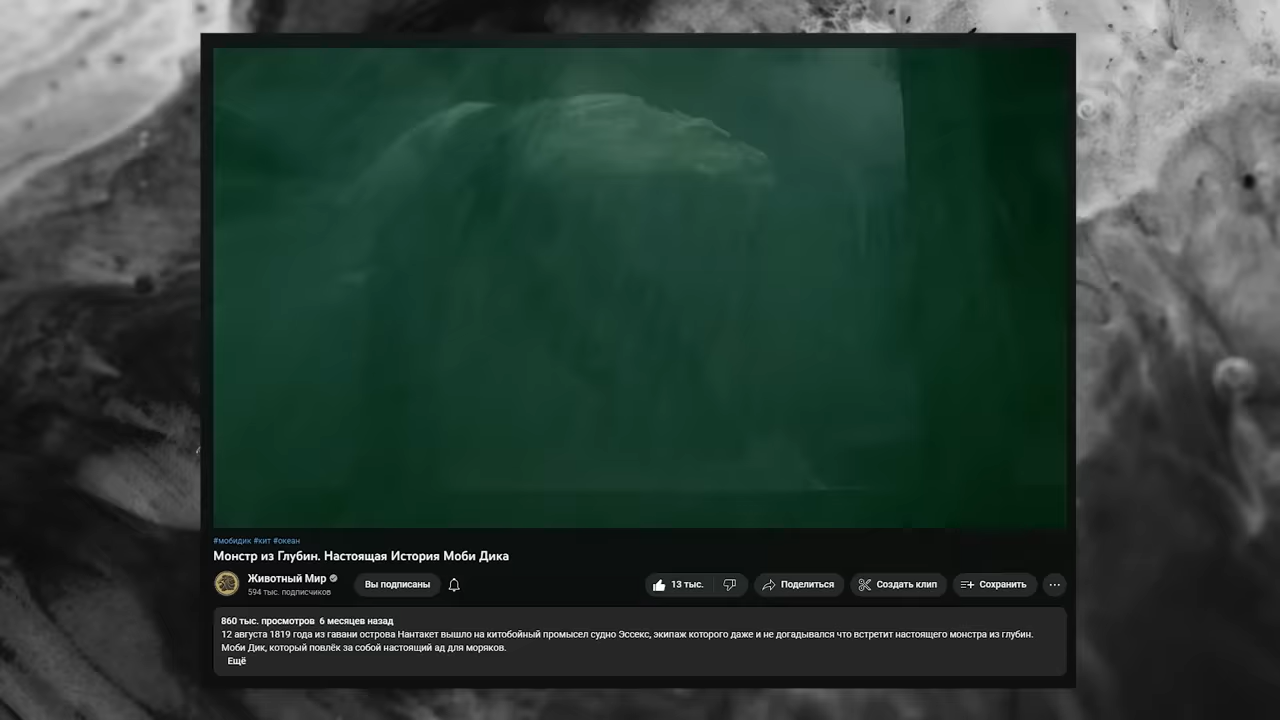 #мобидик #кит #океан
Монстр из Глубин. Настоящая История Моби Дика
Животный Мир
594 тыс. подписчиков
Вы подписаны
13 тыс.
Поделиться
Создать клип
Сохранить
860 тыс. просмотров 6 месяцев назад
12 августа 1819 года из гавани острова Нантакет вышло на китобойный промысел судно Эссекс, экипаж которого даже и не догадывался что встретит настоящего монстра из глубин.
Моби Дик, который повлёк за собой настоящий ад для моряков.
Ещё